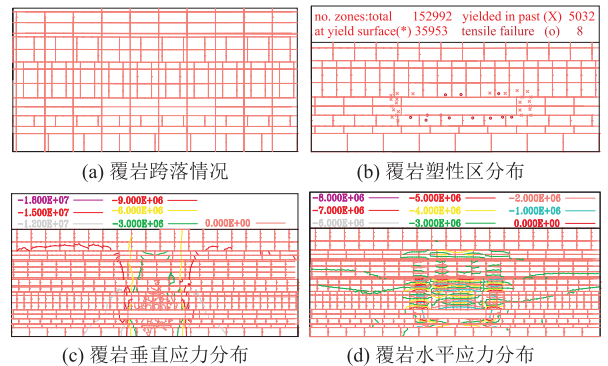 no. zones:total 152992 yielded in past (X) 5032
at yield surface(*) 35953 tensile failure (o) 8
(a) 覆岩跨落情况
(b) 覆岩塑性区分布
-1.800E+07 -9.000E+06
-1.500E+07 -6.000E+06
-1.200E+07 -3.000E+06 0.000E+00
-8.000E+06 -5.000E+06 -2.000E+06
-7.000E+06 -4.000E+06 -1.000E+06
-6.000E+06 -3.000E+06 0.000E+00
(c) 覆岩垂直应力分布
(d) 覆岩水平应力分布